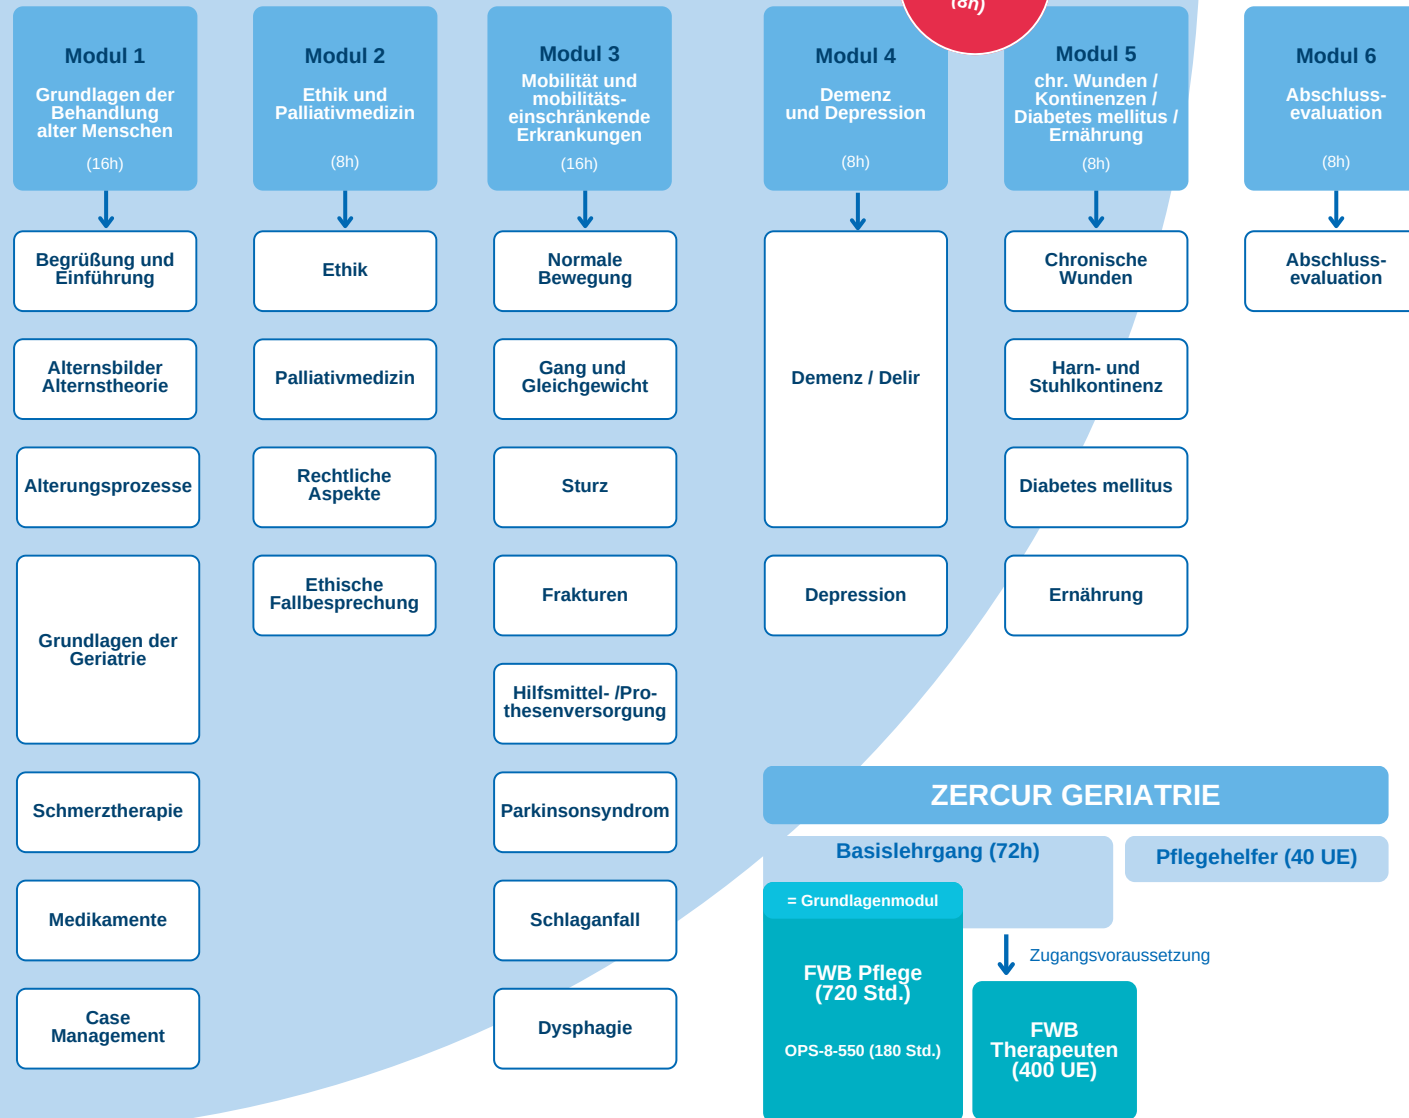 (8h)
Modul 1
Grundlagen der
Behandlung
alter Menschen
(16h)
Begrüßung und
Einführung
Alternsbilder
Alternstheorie
Alterungsprozesse
Grundlagen der
Geriatrie
Schmerztherapie
Medikamente
Case
Management
Modul 2
Ethik und
Palliativmedizin
(8h)
Ethik
Palliativmedizin
Rechtliche
Aspekte
Ethische
Fallbesprechung
Modul 3
Mobilität und
mobilitäts-
einschränkende
Erkrankungen
(16h)
Normale
Bewegung
Gang und
Gleichgewicht
Sturz
Frakturen
Hilfsmittel- /Pro-
thesenversorgung
Parkinsonsyndrom
Schlaganfall
Dysphagie
Modul 4
Demenz
und Depression
(8h)
Demenz / Delir
Depression
Modul 5
chr. Wunden /
Kontinenzen /
Diabetes mellitus /
Ernährung
(8h)
Chronische
Wunden
Harn- und
Stuhlkontinenz
Diabetes mellitus
Ernährung
Modul 6
Abschluss-
evaluation
(8h)
Abschluss-
evaluation
ZERCUR GERIATRIE
Basislehrgang (72h)
Pflegehelfer (40 UE)
= Grundlagenmodul
FWB Pflege
(720 Std.)
OPS-8-550 (180 Std.)
Zugangsvoraussetzung
FWB
Therapeuten
(400 UE)